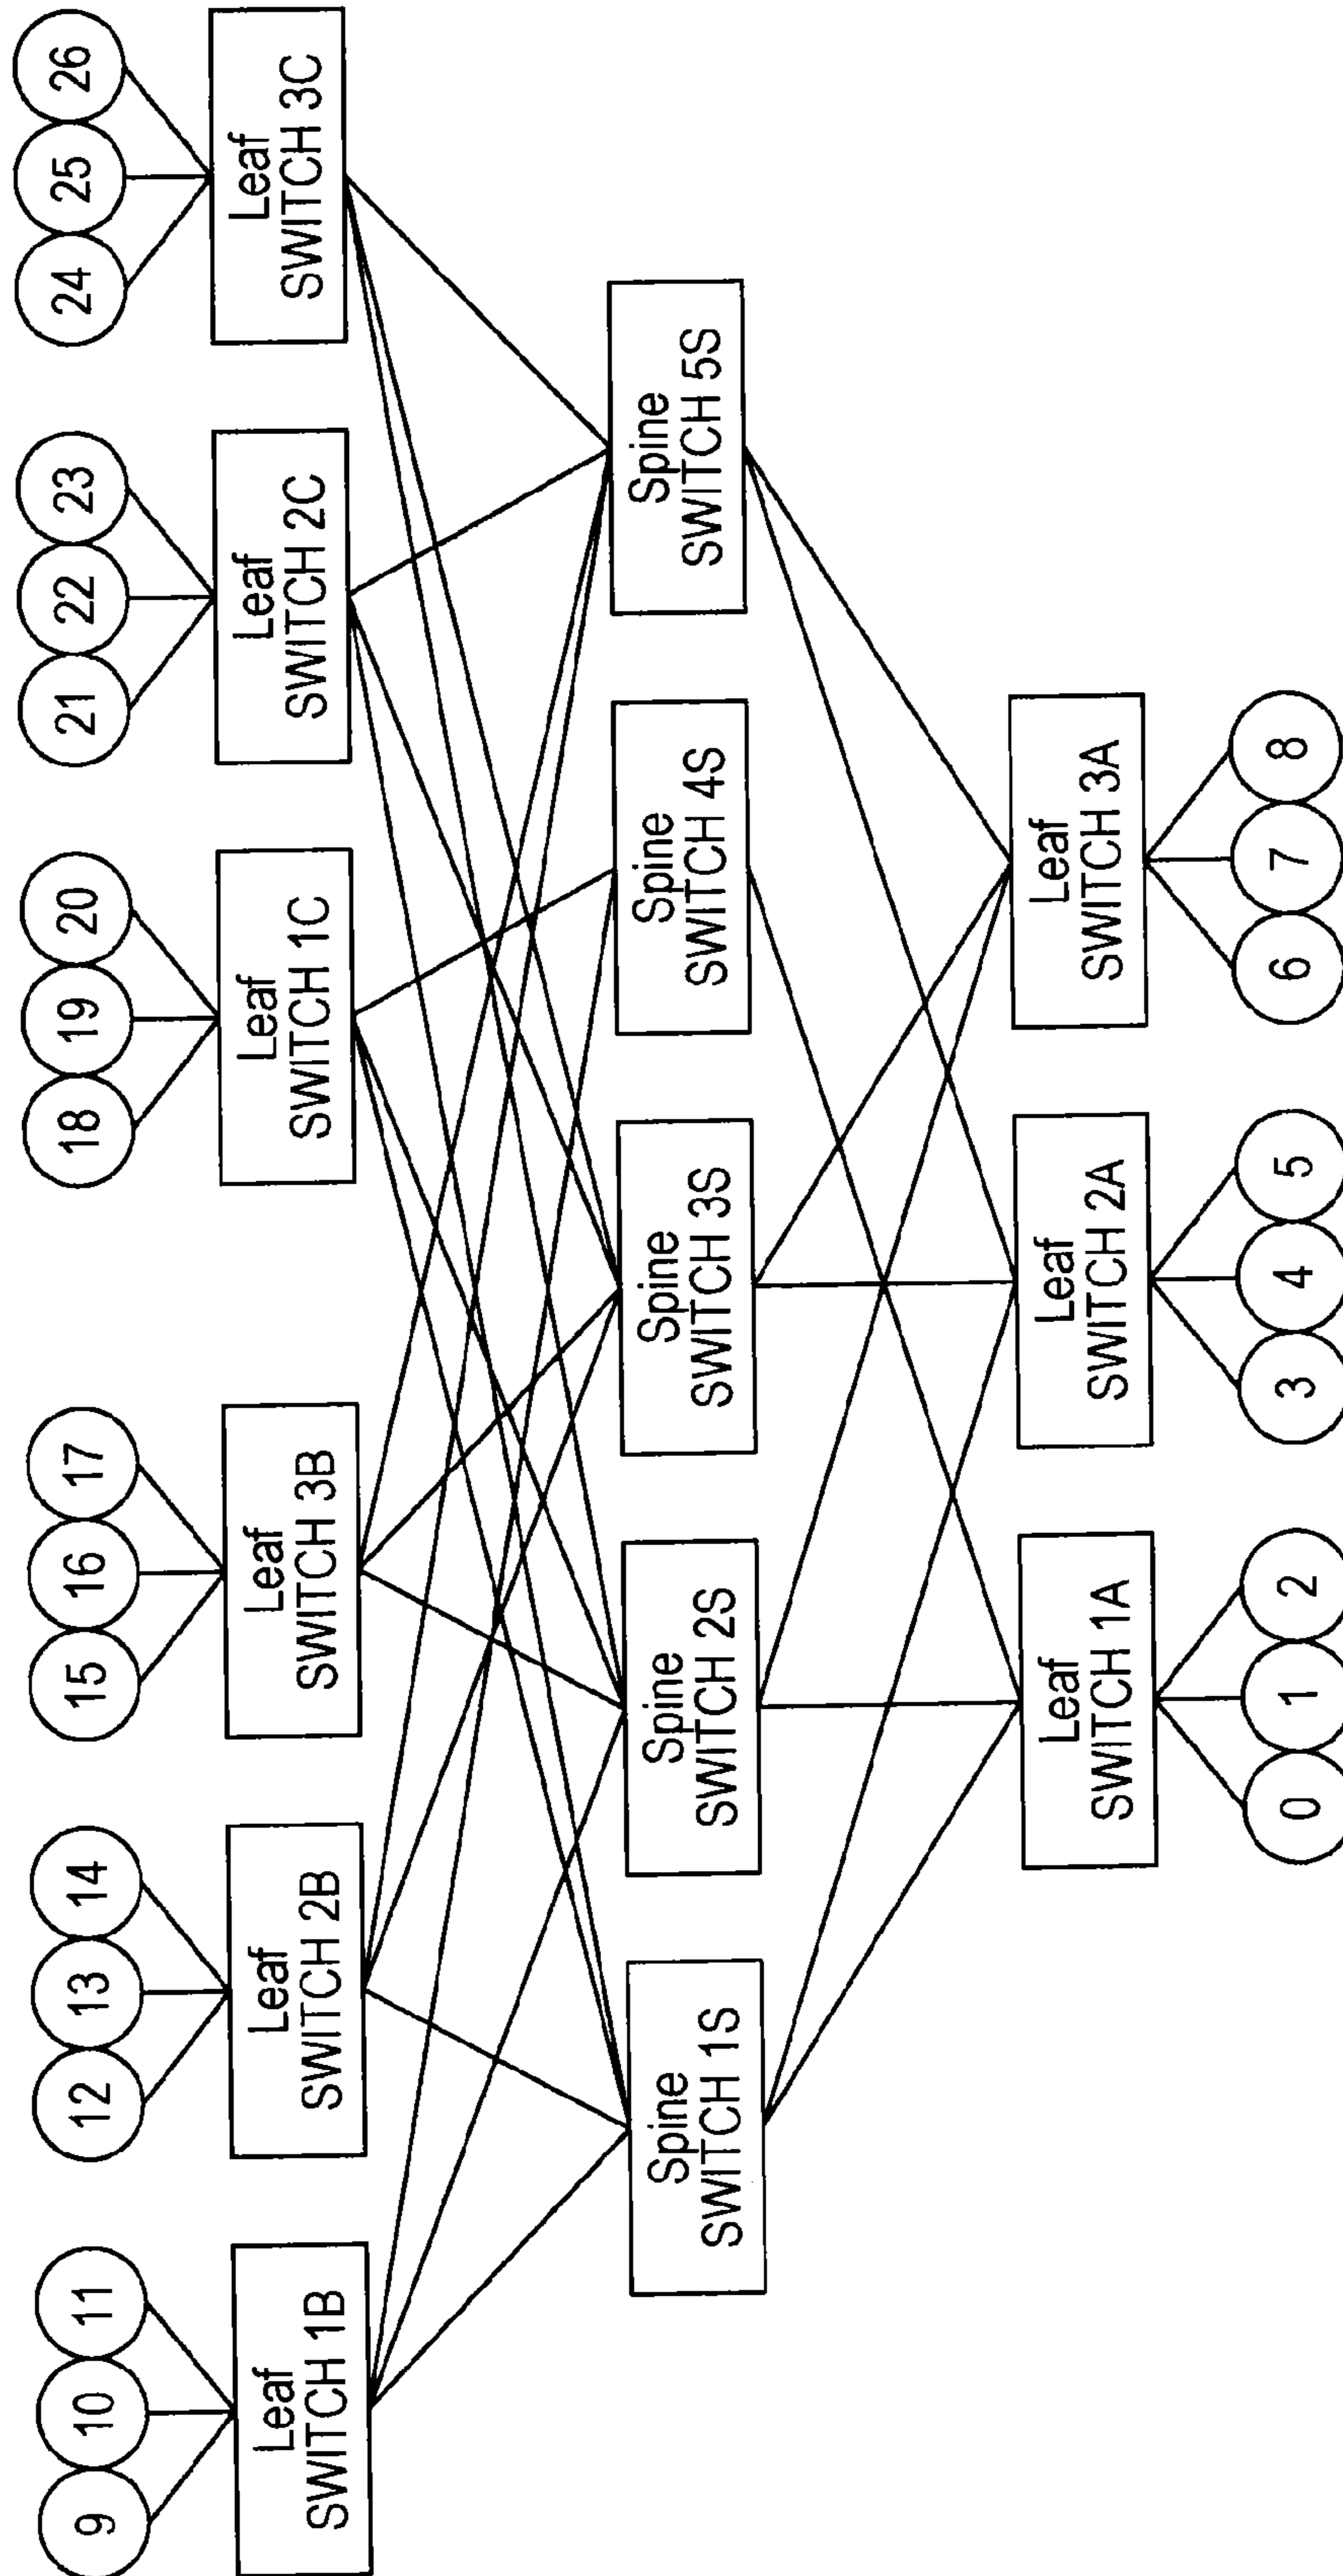 9 10 11 12 13 14 15 16 17 18 19 20 21 22 23 24 25 26
Leaf
SWITCH 1B
Leaf
SWITCH 2B
Leaf
SWITCH 3B
Leaf
SWITCH 1C
Leaf
SWITCH 2C
Leaf
SWITCH 3C
Spine
SWITCH 1S
Spine
SWITCH 2S
Spine
SWITCH 3S
Spine
SWITCH 4S
Spine
SWITCH 5S
Leaf
SWITCH 1A
Leaf
SWITCH 2A
Leaf
SWITCH 3A
0 1 2 3 4 5 6 7 8